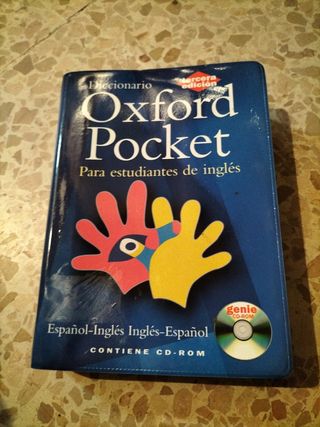 Diccionario
tercera
edición
Oxford
Pocket
Para estudiantes de inglés
Español-Inglés Inglés-Español
genie
CD-ROM
CONTIENE CD-ROM